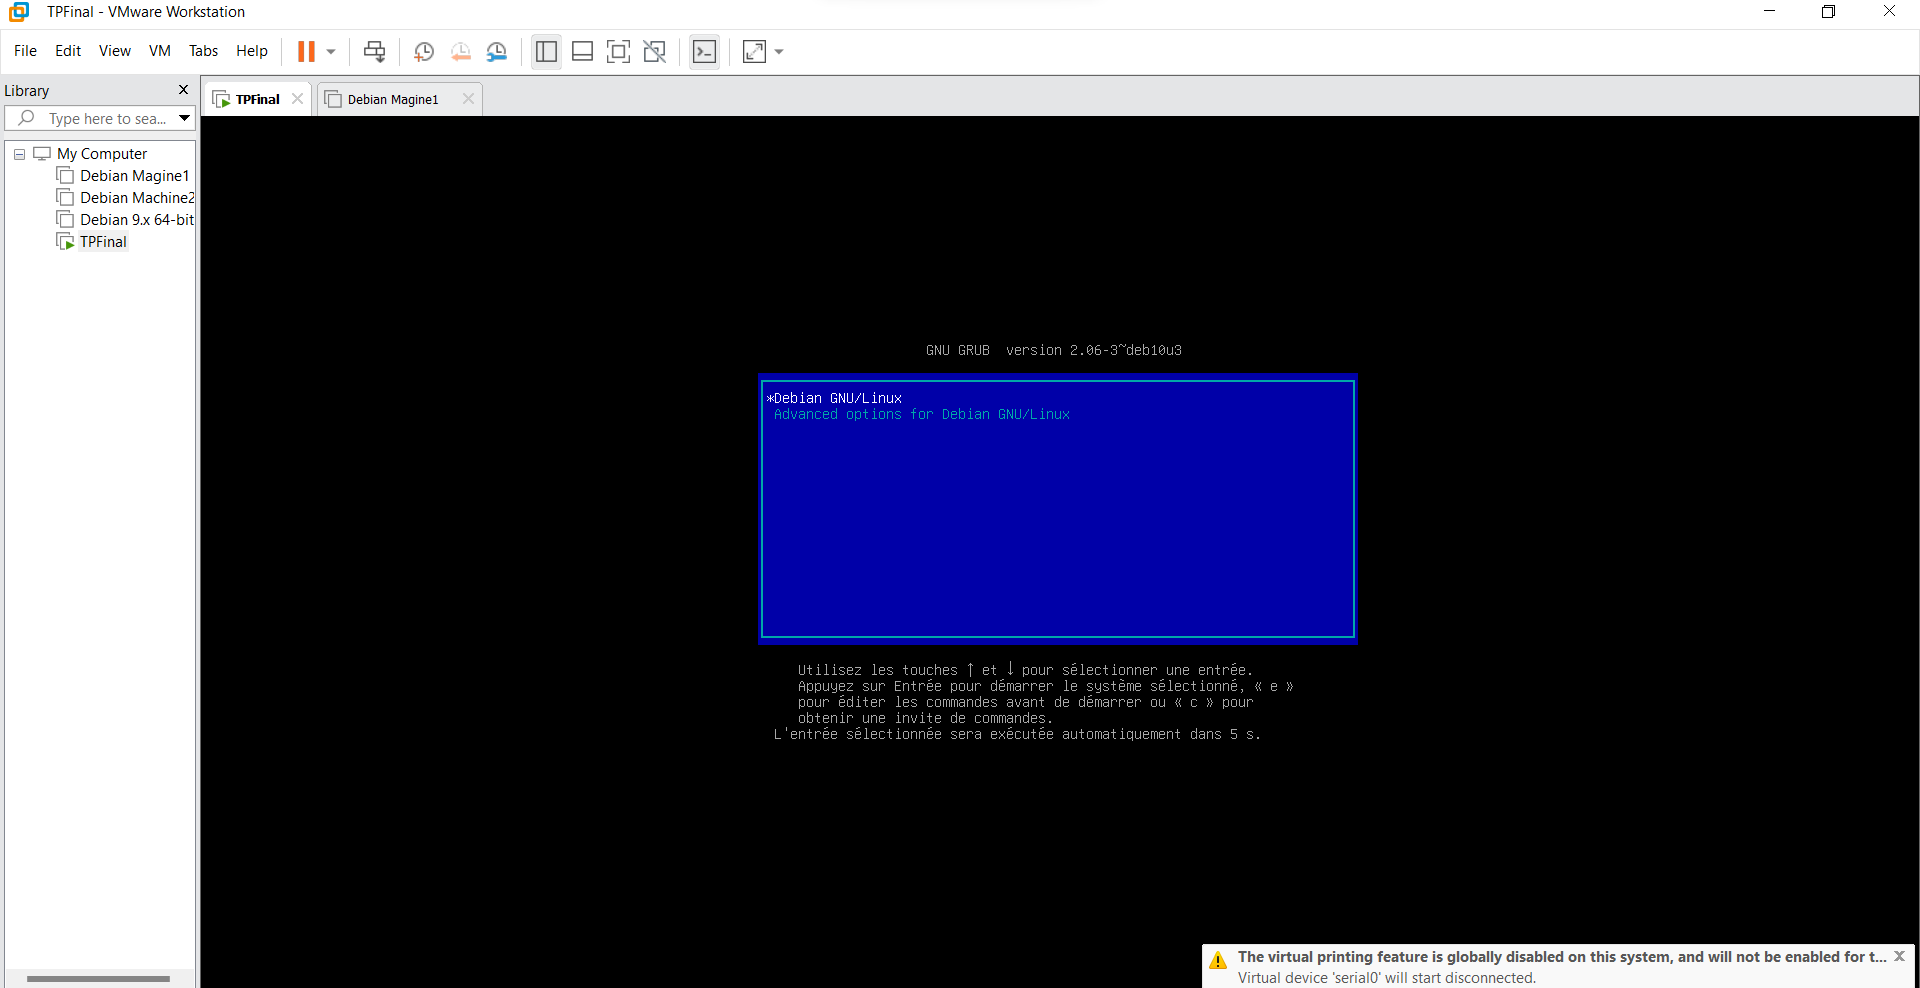 TPFinal - VMware Workstation
File Edit View VM Tabs Help
Library
Type here to sea...
My Computer
Debian Magine1
Debian Machine2
Debian 9.x 64-bit
TPFinal
TPFinal
Debian Magine1
GNU GRUB version 2.06-3~deb10u3
*Debian GNU/Linux
Advanced options for Debian GNU/Linux
Utilisez les touches ↑ et ↓ pour sélectionner une entrée.
Appuyez sur Entrée pour démarrer le système sélectionné, « e »
pour éditer les commandes avant de démarrer ou « c » pour
obtenir une invite de commandes.
L'entrée sélectionnée sera exécutée automatiquement dans 5 s.
The virtual printing feature is globally disabled on this system, and will not be enabled for t...
Virtual device 'serial0' will start disconnected.